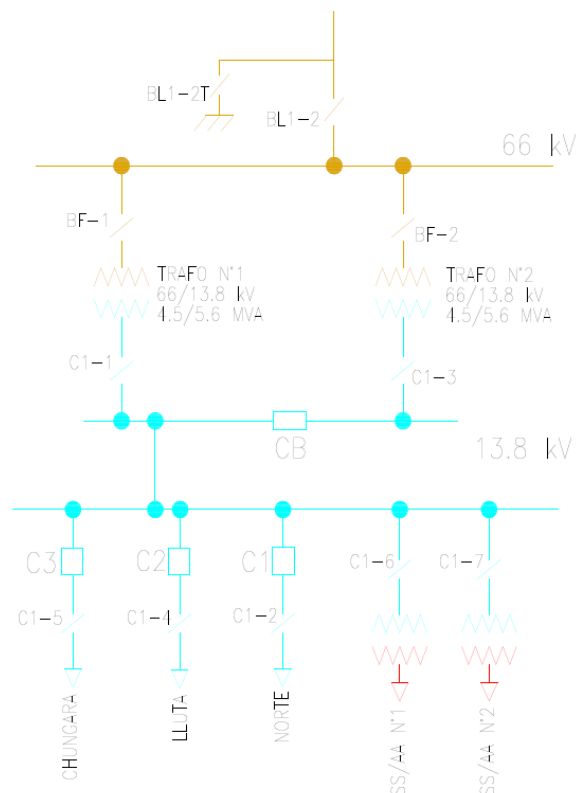 BL1-2T
BL1-2
66 kV
BF-1
BF-2
TRAFO N°1
66/13.8 kV
4.5/5.6 MVA
TRAFO N°2
66/13.8 kV
4.5/5.6 MVA
C1-1
C1-3
CB
13.8 kV
C3
C2
C1
C1-6
C1-7
C1-5
C1-4
C1-2
CHUNGARA
LLUTA
NORTE
SS/AA N°1
SS/AA N°2